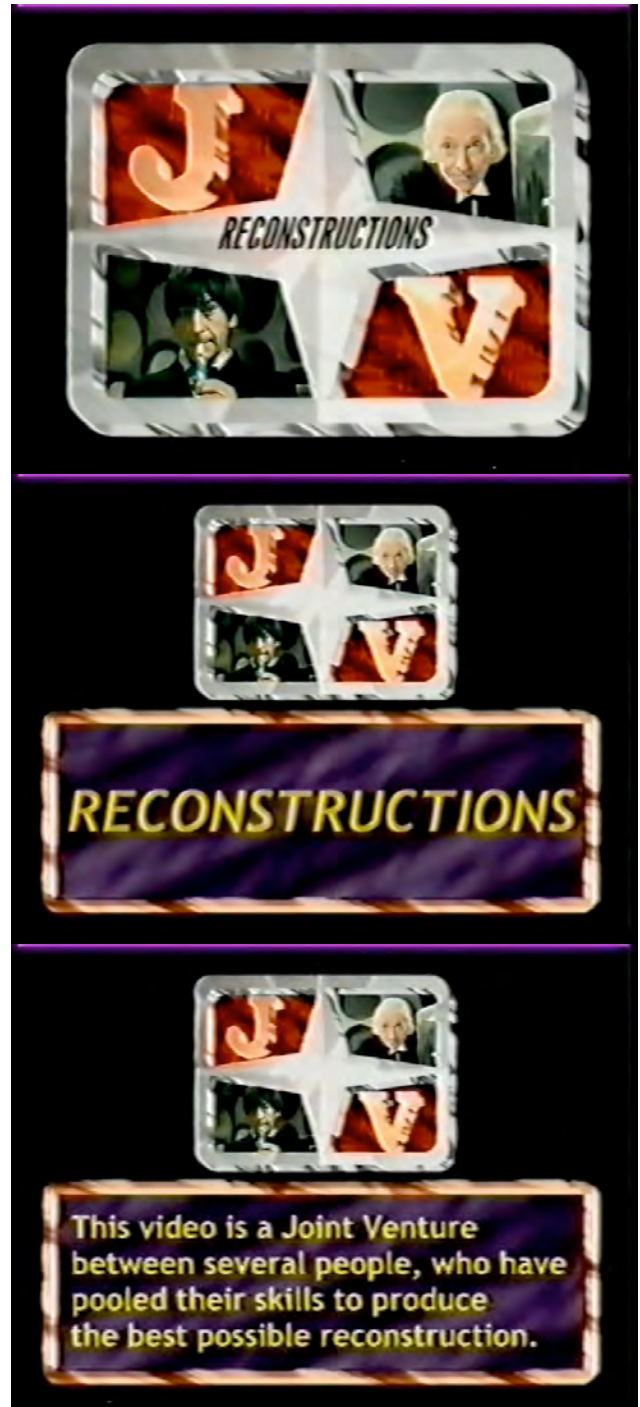 J
RECONSTRUCTIONS
V
J
V
RECONSTRUCTIONS
J
V
This video is a Joint Venture
between several people, who have
pooled their skills to produce
the best possible reconstruction.